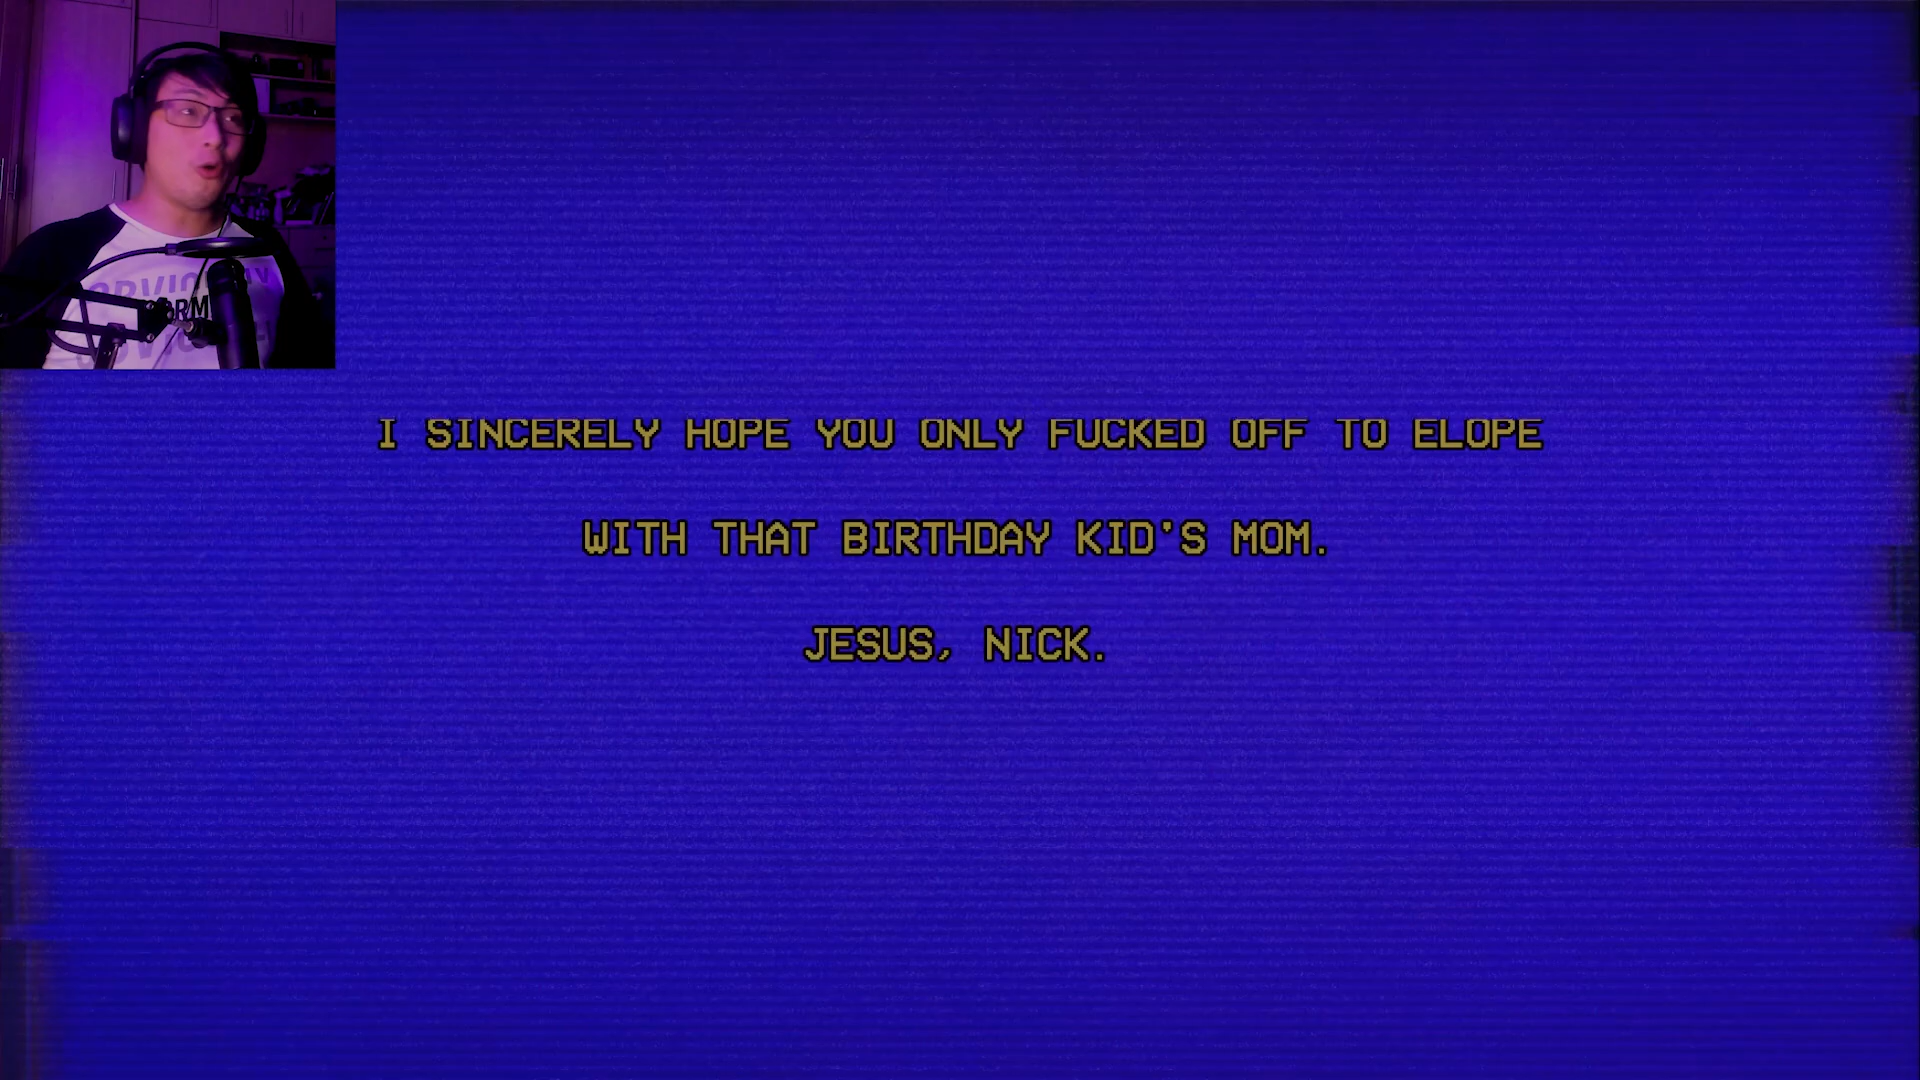 I SINCERELY HOPE YOU ONLY FUCKED OFF TO ELOPE
WITH THAT BIRTHDAY KID'S MOM.
JESUS, NICK.